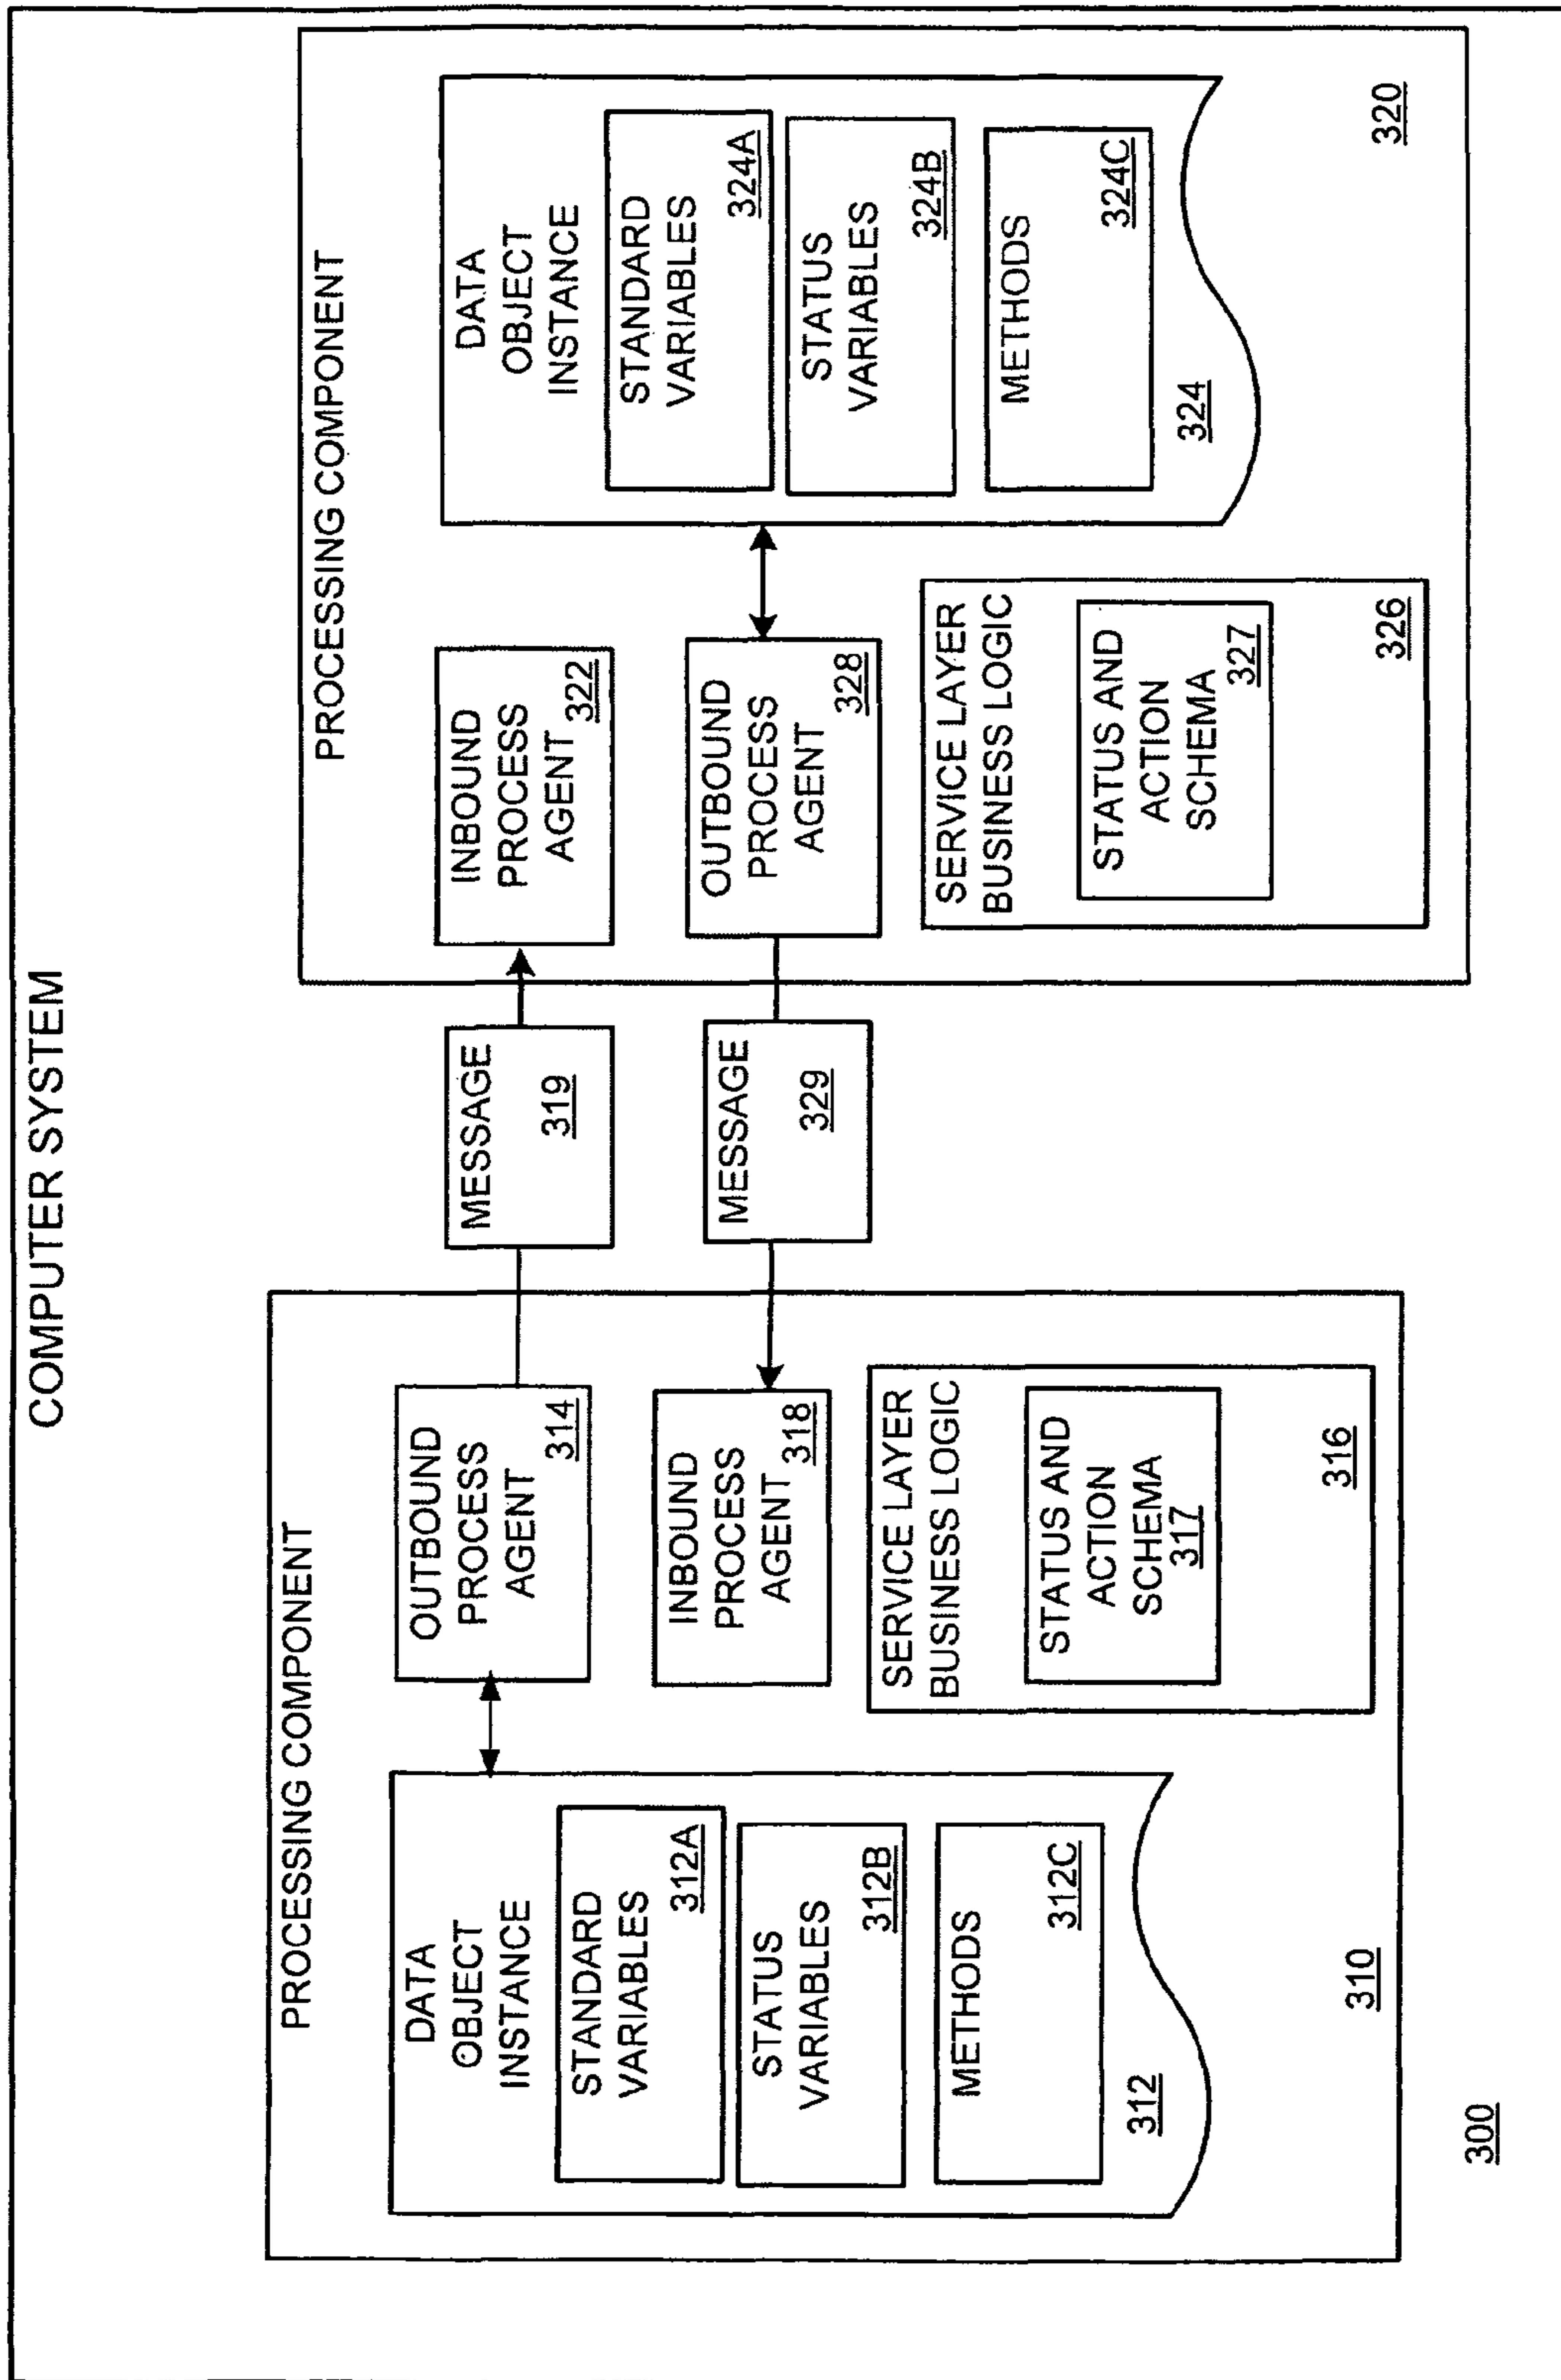 COMPUTER SYSTEM
PROCESSING COMPONENT
DATA
OBJECT
INSTANCE
STANDARD
VARIABLES
312A
STATUS
VARIABLES
312B
METHODS
312C
312
OUTBOUND
PROCESS
AGENT
314
INBOUND
PROCESS
AGENT
318
SERVICE LAYER
BUSINESS LOGIC
STATUS AND
ACTION
SCHEMA
317
316
310
MESSAGE
319
MESSAGE
329
PROCESSING COMPONENT
INBOUND
PROCESS
AGENT
322
OUTBOUND
PROCESS
AGENT
328
SERVICE LAYER
BUSINESS LOGIC
STATUS AND
ACTION
SCHEMA
327
326
DATA
OBJECT
INSTANCE
STANDARD
VARIABLES
324A
STATUS
VARIABLES
324B
METHODS
324C
324
320
300